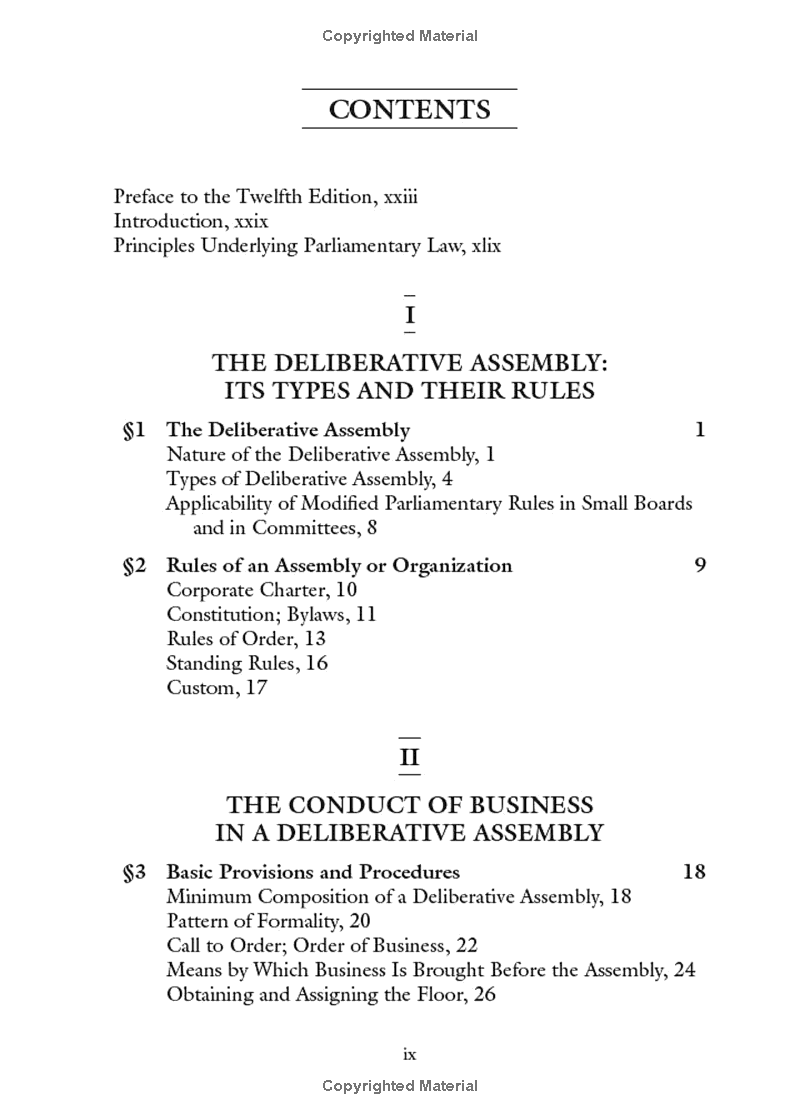 Copyrighted Material
CONTENTS
Preface to the Twelfth Edition, xxiii
Introduction, xxix
Principles Underlying Parliamentary Law, xlix
I
THE DELIBERATIVE ASSEMBLY:
ITS TYPES AND THEIR RULES
§1 The Deliberative Assembly 1
Nature of the Deliberative Assembly, 1
Types of Deliberative Assembly, 4
Applicability of Modified Parliamentary Rules in Small Boards
and in Committees, 8
§2 Rules of an Assembly or Organization 9
Corporate Charter, 10
Constitution; Bylaws, 11
Rules of Order, 13
Standing Rules, 16
Custom, 17
II
THE CONDUCT OF BUSINESS
IN A DELIBERATIVE ASSEMBLY
§3 Basic Provisions and Procedures 18
Minimum Composition of a Deliberative Assembly, 18
Pattern of Formality, 20
Call to Order; Order of Business, 22
Means by Which Business Is Brought Before the Assembly, 24
Obtaining and Assigning the Floor, 26
ix
Copyrighted Material